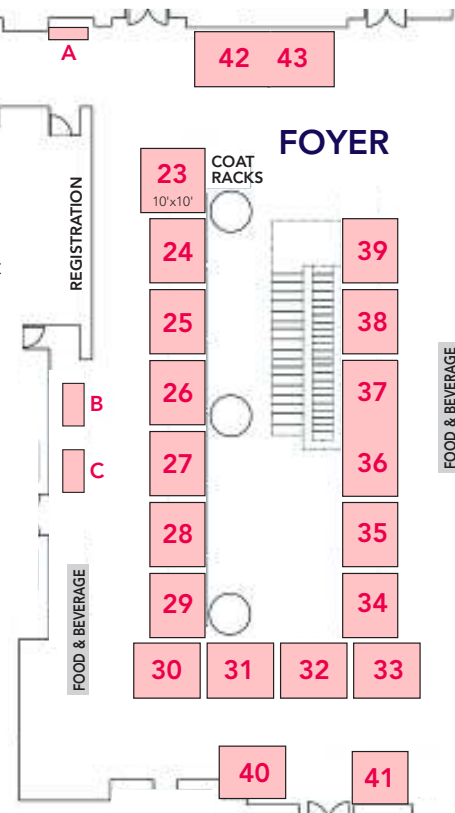 A
42
43
FOYER
23
10'x10'
COAT
RACKS
REGISTRATION
24
39
25
38
B
26
37
FOOD & BEVERAGE
C
27
36
28
35
FOOD & BEVERAGE
29
34
30
31
32
33
40
41